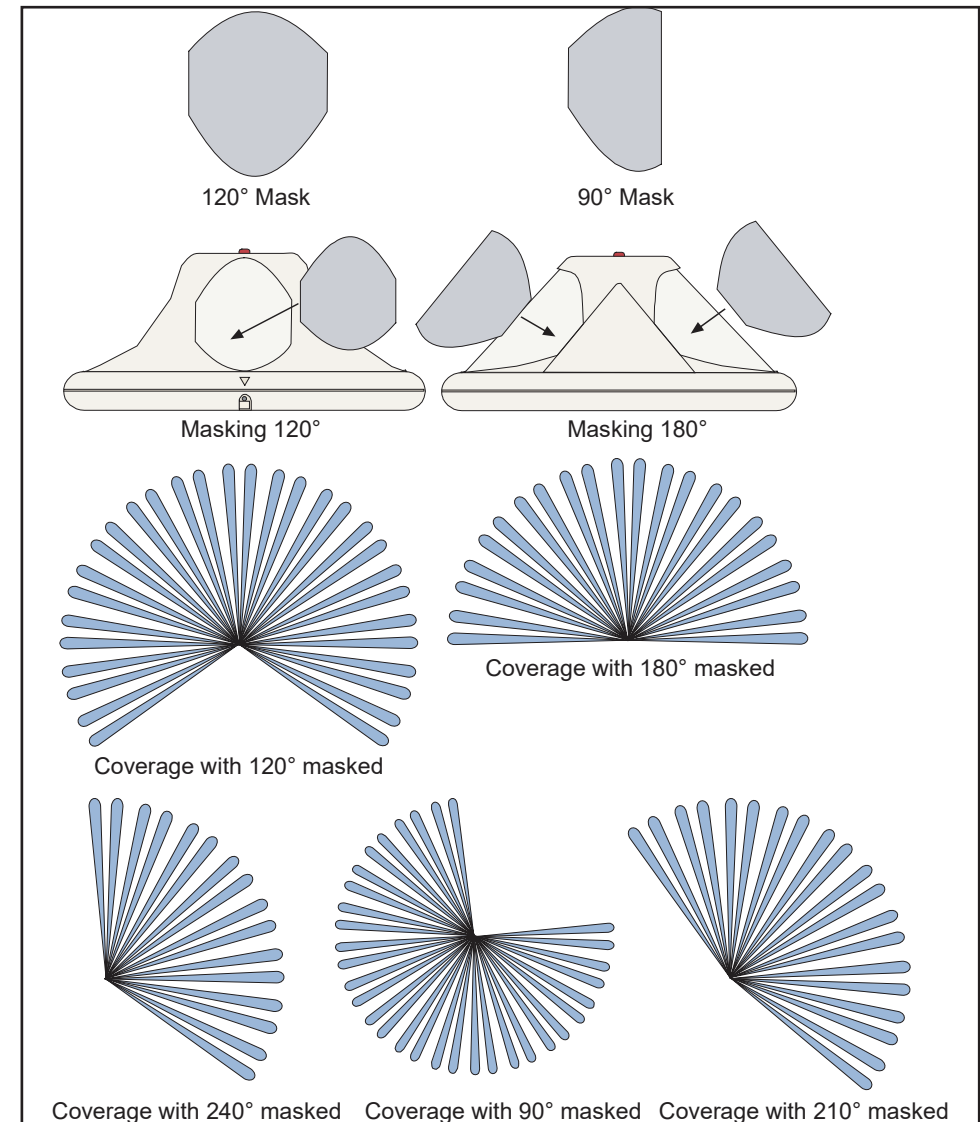 120° Mask
90° Mask
Masking 120°
Masking 180°
Coverage with 120° masked
Coverage with 180° masked
Coverage with 240° masked
Coverage with 90° masked
Coverage with 210° masked